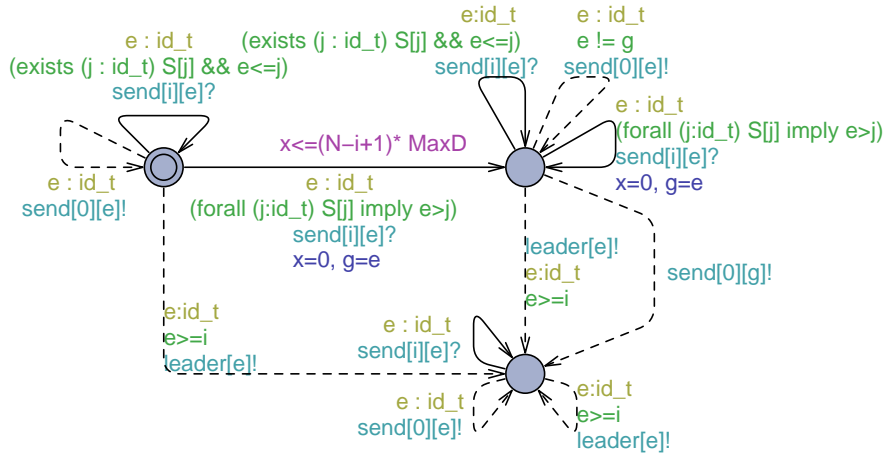 e : id_t
(exists (j : id_t) S[j] && e<=j)
send[i][e]?
e:id_t
(exists (j : id_t) S[j] && e<=j)
send[i][e]?
e : id_t
e != g
send[0][e]!
e : id_t
(forall (j:id_t) S[j] imply e>j)
send[i][e]?
x=0, g=e
x<=(N−i+1)* MaxD
e : id_t
send[0][e]!
e : id_t
(forall (j:id_t) S[j] imply e>j)
send[i][e]?
x=0, g=e
leader[e]!
e:id_t
e>=i
send[0][g]!
e:id_t
e>=i
leader[e]!
e : id_t
send[i][e]?
e : id_t
send[0][e]!
e:id_t
e>=i
leader[e]!